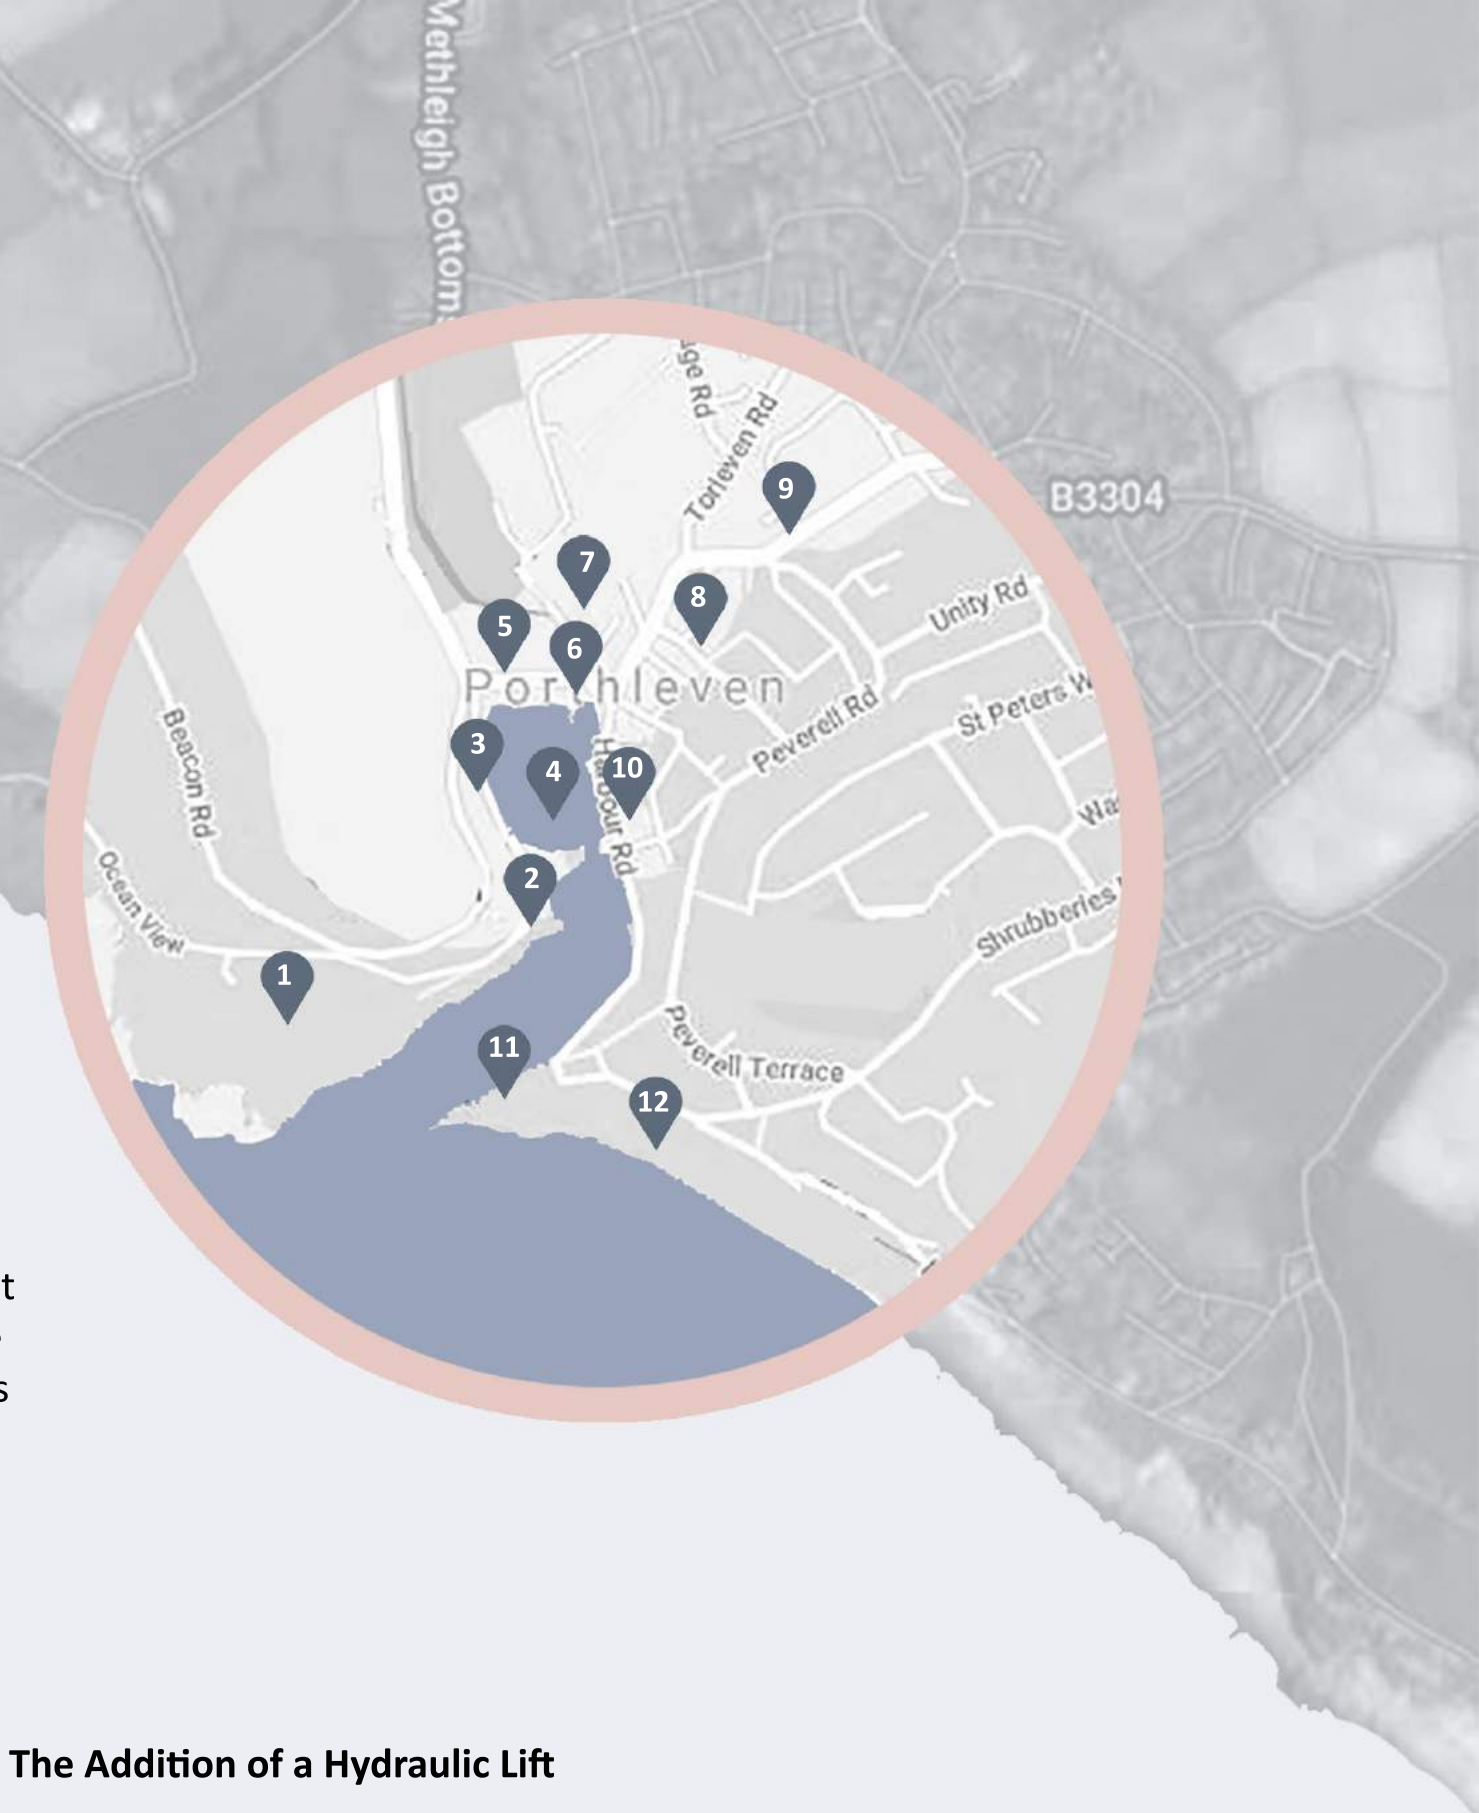 Methleigh Bottoms
age Rd
Torleven Rd
9
B3304
7
8
Unity Rd
5
6
Porthleven
St Peters W
Peverell Rd
Beacon Rd
3
4
10
Harbour Rd
Wa
2
Ocean View
Shrubberies
1
11
Peverell Terrace
12
t
s
The Addition of a Hydraulic Lift